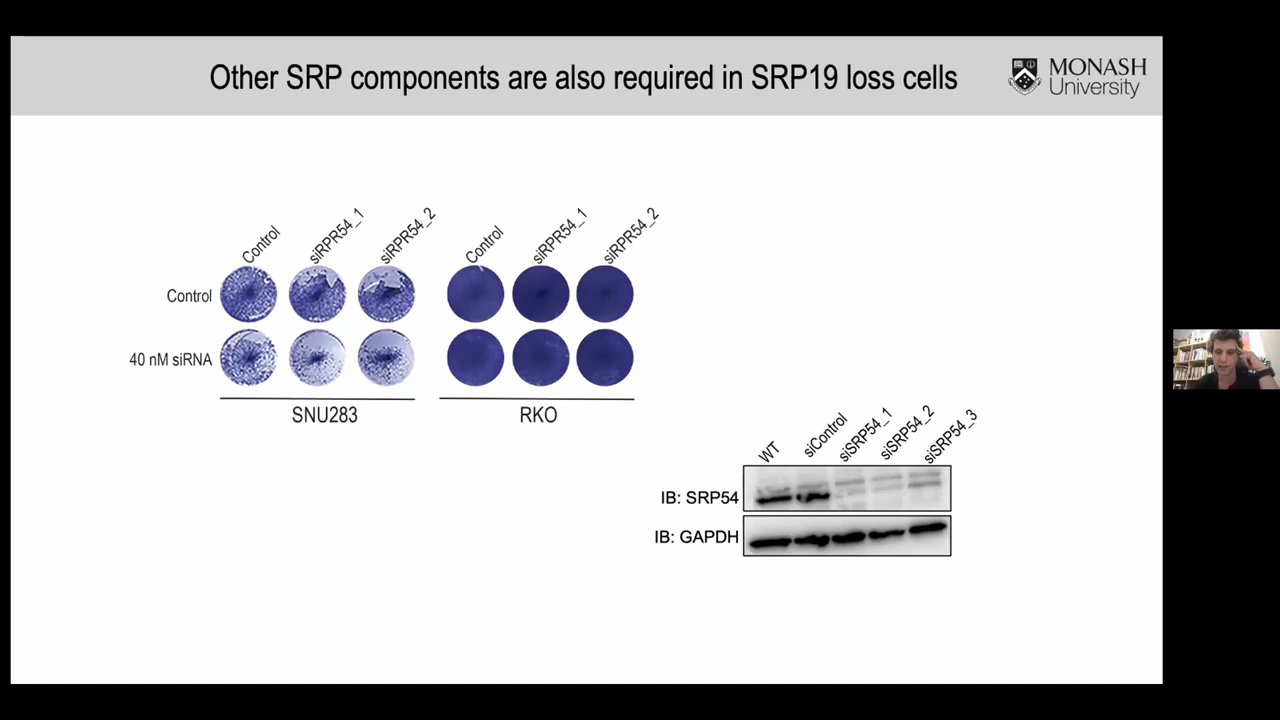 Other SRP components are also required in SRP19 loss cells
MONASH
University
Control
siRPR54_1
siRPR54_2
Control
siRPR54_1
siRPR54_2
Control
40 nM siRNA
SNU283
RKO
WT
siControl
siSRP54_1
siSRP54_2
siSRP54_3
IB: SRP54
IB: GAPDH